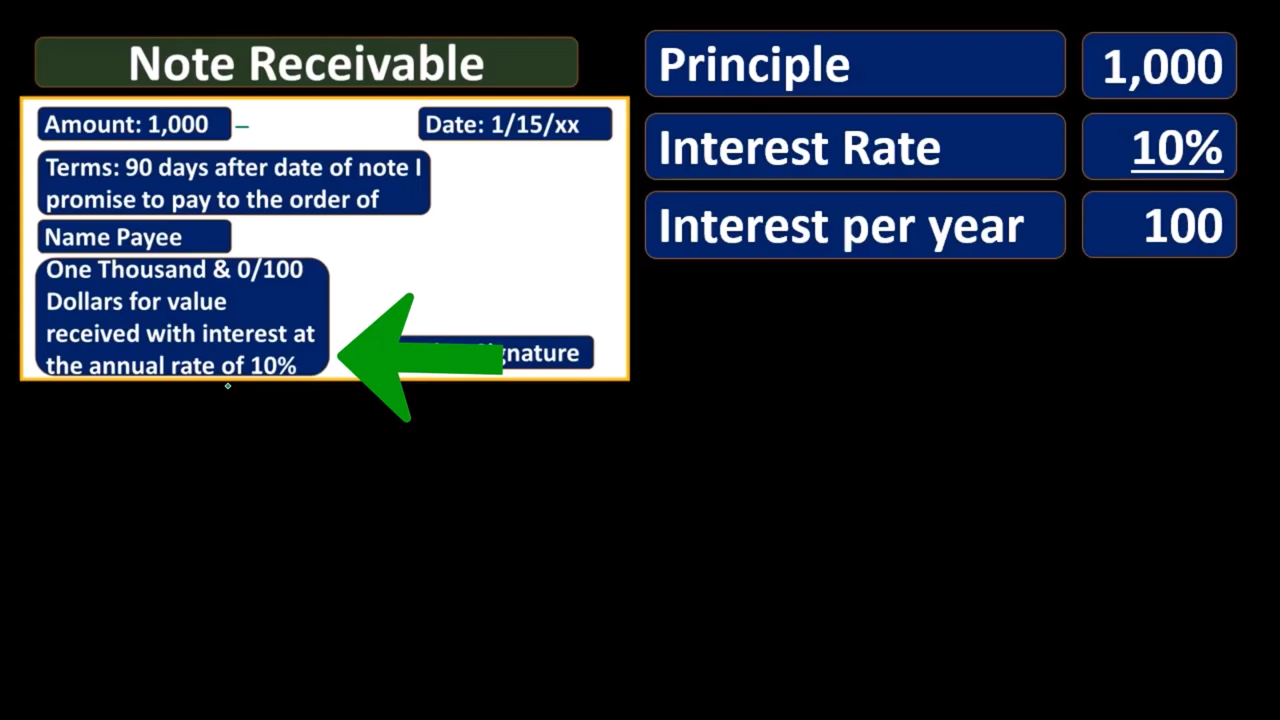 Note Receivable
Amount: 1,000
Date: 1/15/xx
Terms: 90 days after date of note I
promise to pay to the order of
Name Payee
One Thousand & 0/100
Dollars for value
received with interest at
the annual rate of 10%
Principle
1,000
Interest Rate
10%
Interest per year
100